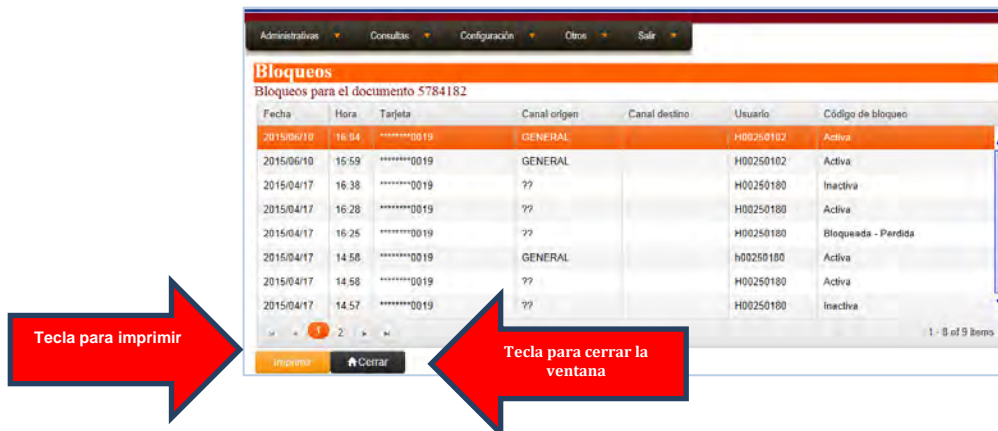 Administrativas Consultas Configuración Otros Salir
Bloqueos
Bloqueos para el documento 5784182
Fecha Hora Tarjeta Canal origen Canal destino Usuario Código de bloqueo
2015/06/10 16:04 ********0019 GENERAL H00250102 Activa
2015/06/10 15:59 ********0019 GENERAL H00250102 Activa
2015/04/17 16:38 ********0019 ?? H00250180 Inactiva
2015/04/17 16:28 ********0019 ?? H00250180 Activa
2015/04/17 16:25 ********0019 ?? H00250180 Bloqueada - Perdida
2015/04/17 14:58 ********0019 GENERAL h00250180 Activa
2015/04/17 14:58 ********0019 ?? H00250180 Activa
2015/04/17 14:57 ********0019 ?? H00250180 Inactiva
1 2 1 - 8 of 9 items
Imprimir Cerrar
Tecla para imprimir
Tecla para cerrar la
ventana